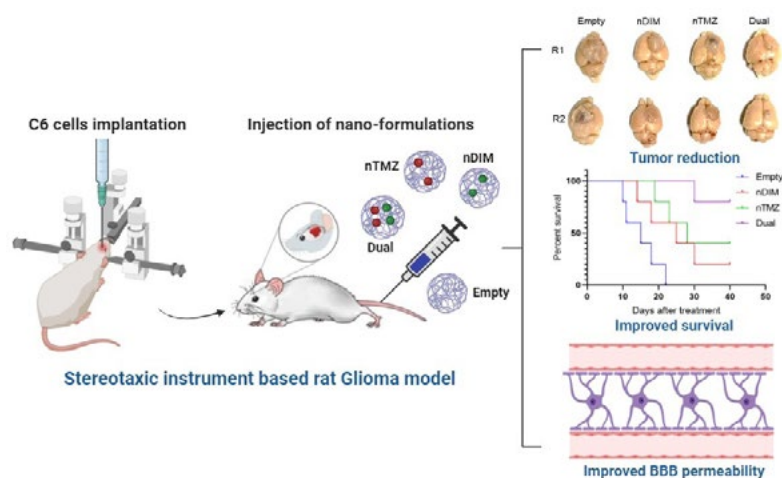 C6 cells implantation
Injection of nano-formulations
nTMZ
nDIM
Dual
Empty
Stereotaxic instrument based rat Glioma model
Empty nDIM nTMZ Dual
R1
R2
Tumor reduction
Percent survival
100
50
0
0 10 20 30 40 50
Days after treatment
Empty
nDIM
nTMZ
Dual
Improved survival
Improved BBB permeability